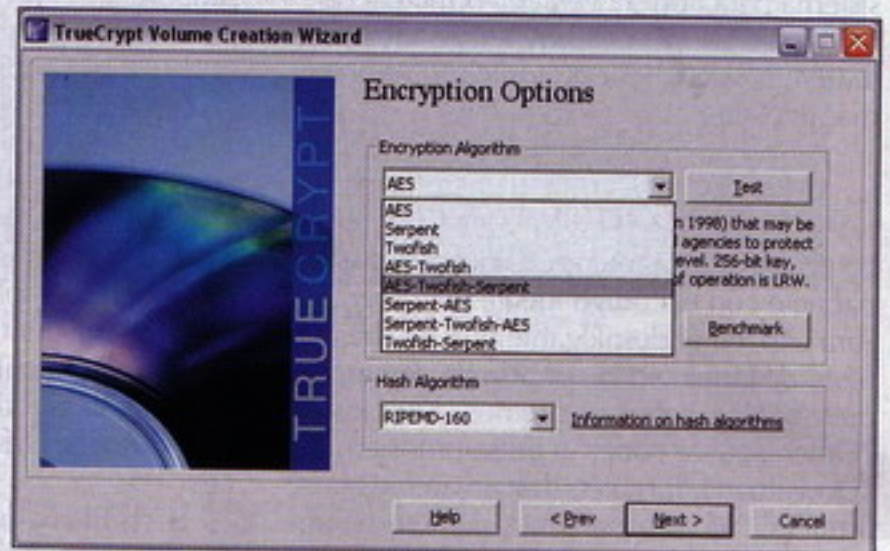 TrueCrypt Volume Creation Wizard
TRUECRYPT
Encryption Options
Encryption Algorithm
AES
Test
AES
Serpent
Twofish
AES-Twofish
AES-Twofish-Serpent
Serpent-AES
Serpent-Twofish-AES
Twofish-Serpent
n 1998) that may be
l agencies to protect
evel. 256-bit key,
of operation is LRW.
Benchmark
Hash Algorithm
RIPEMD-160
Information on hash algorithms
Help
< Prev
Next >
Cancel